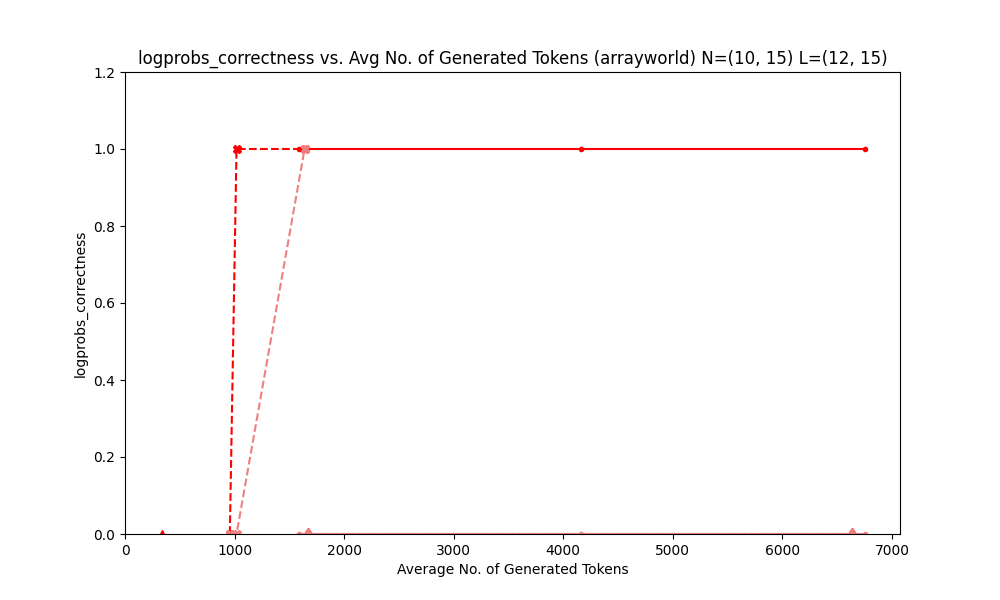 logprobs_correctness vs. Avg No. of Generated Tokens (arrayworld) N=(10, 15) L=(12, 15)
1.2
1.0
0.8
0.6
0.4
0.2
0.0
logprobs_correctness
0 1000 2000 3000 4000 5000 6000 7000
Average No. of Generated Tokens